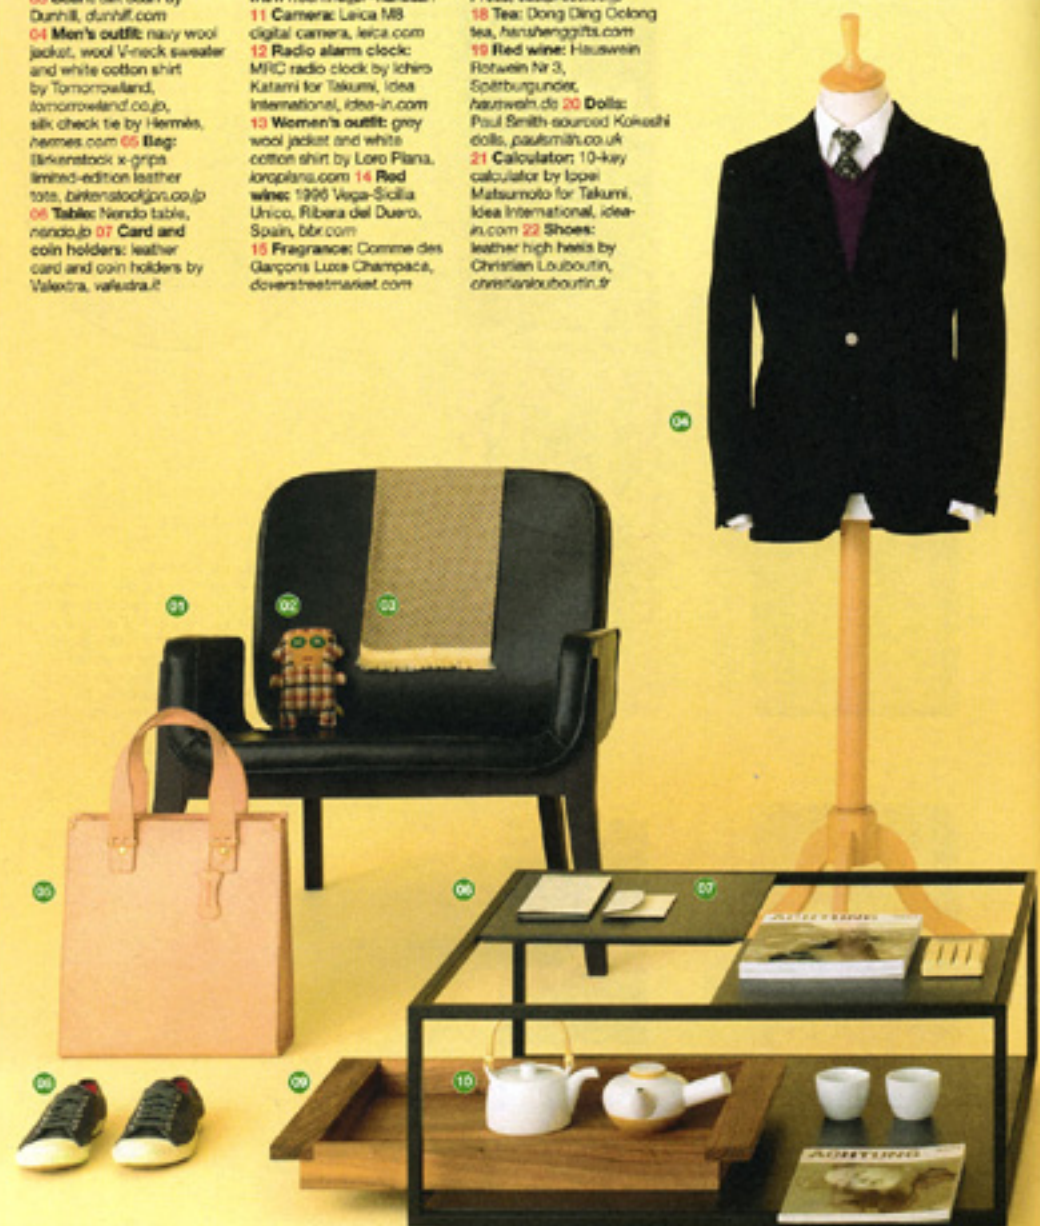 Dunhill, dunhill.com
04 Men's outfit: navy wool
jacket, wool V-neck sweater
and white cotton shirt
by Tomorrowland,
tomorrowland.co.jp,
silk check tie by Hermès,
hermes.com 05 Bag:
Birkenstock x-grips
limited-edition leather
tote, birkenstockjpn.co.jp
06 Table: Nendo table,
nendo.jp 07 Card and
coin holders: leather
card and coin holders by
Valextra, valextra.it
11 Camera: Leica M8
digital camera, leica.com
12 Radio alarm clock:
MRC radio clock by Ichiro
Katami for Takumi, Idea
International, idea-in.com
13 Women's outfit: grey
wool jacket and white
cotton shirt by Loro Piana,
loropiana.com 14 Red
wine: 1996 Vega-Sicilia
Unico, Ribera del Duero,
Spain, bbr.com
15 Fragrance: Comme des
Garçons Luxe Champaca,
doverstreetmarket.com
18 Tea: Dong Ding Oolong
tea, hanshenggifts.com
19 Red wine: Hauswein
Rotwein Nr 3,
Spätburgunder,
hauswein.de 20 Dolls:
Paul Smith-sourced Kokeshi
dolls, paulsmith.co.uk
21 Calculator: 10-key
calculator by Ippei
Matsumoto for Takumi,
Idea International, idea-
in.com 22 Shoes:
leather high heels by
Christian Louboutin,
christianlouboutin.fr
04
01
02
03
05
06
07
ACHTUNG
08
09
10
ACHTUNG